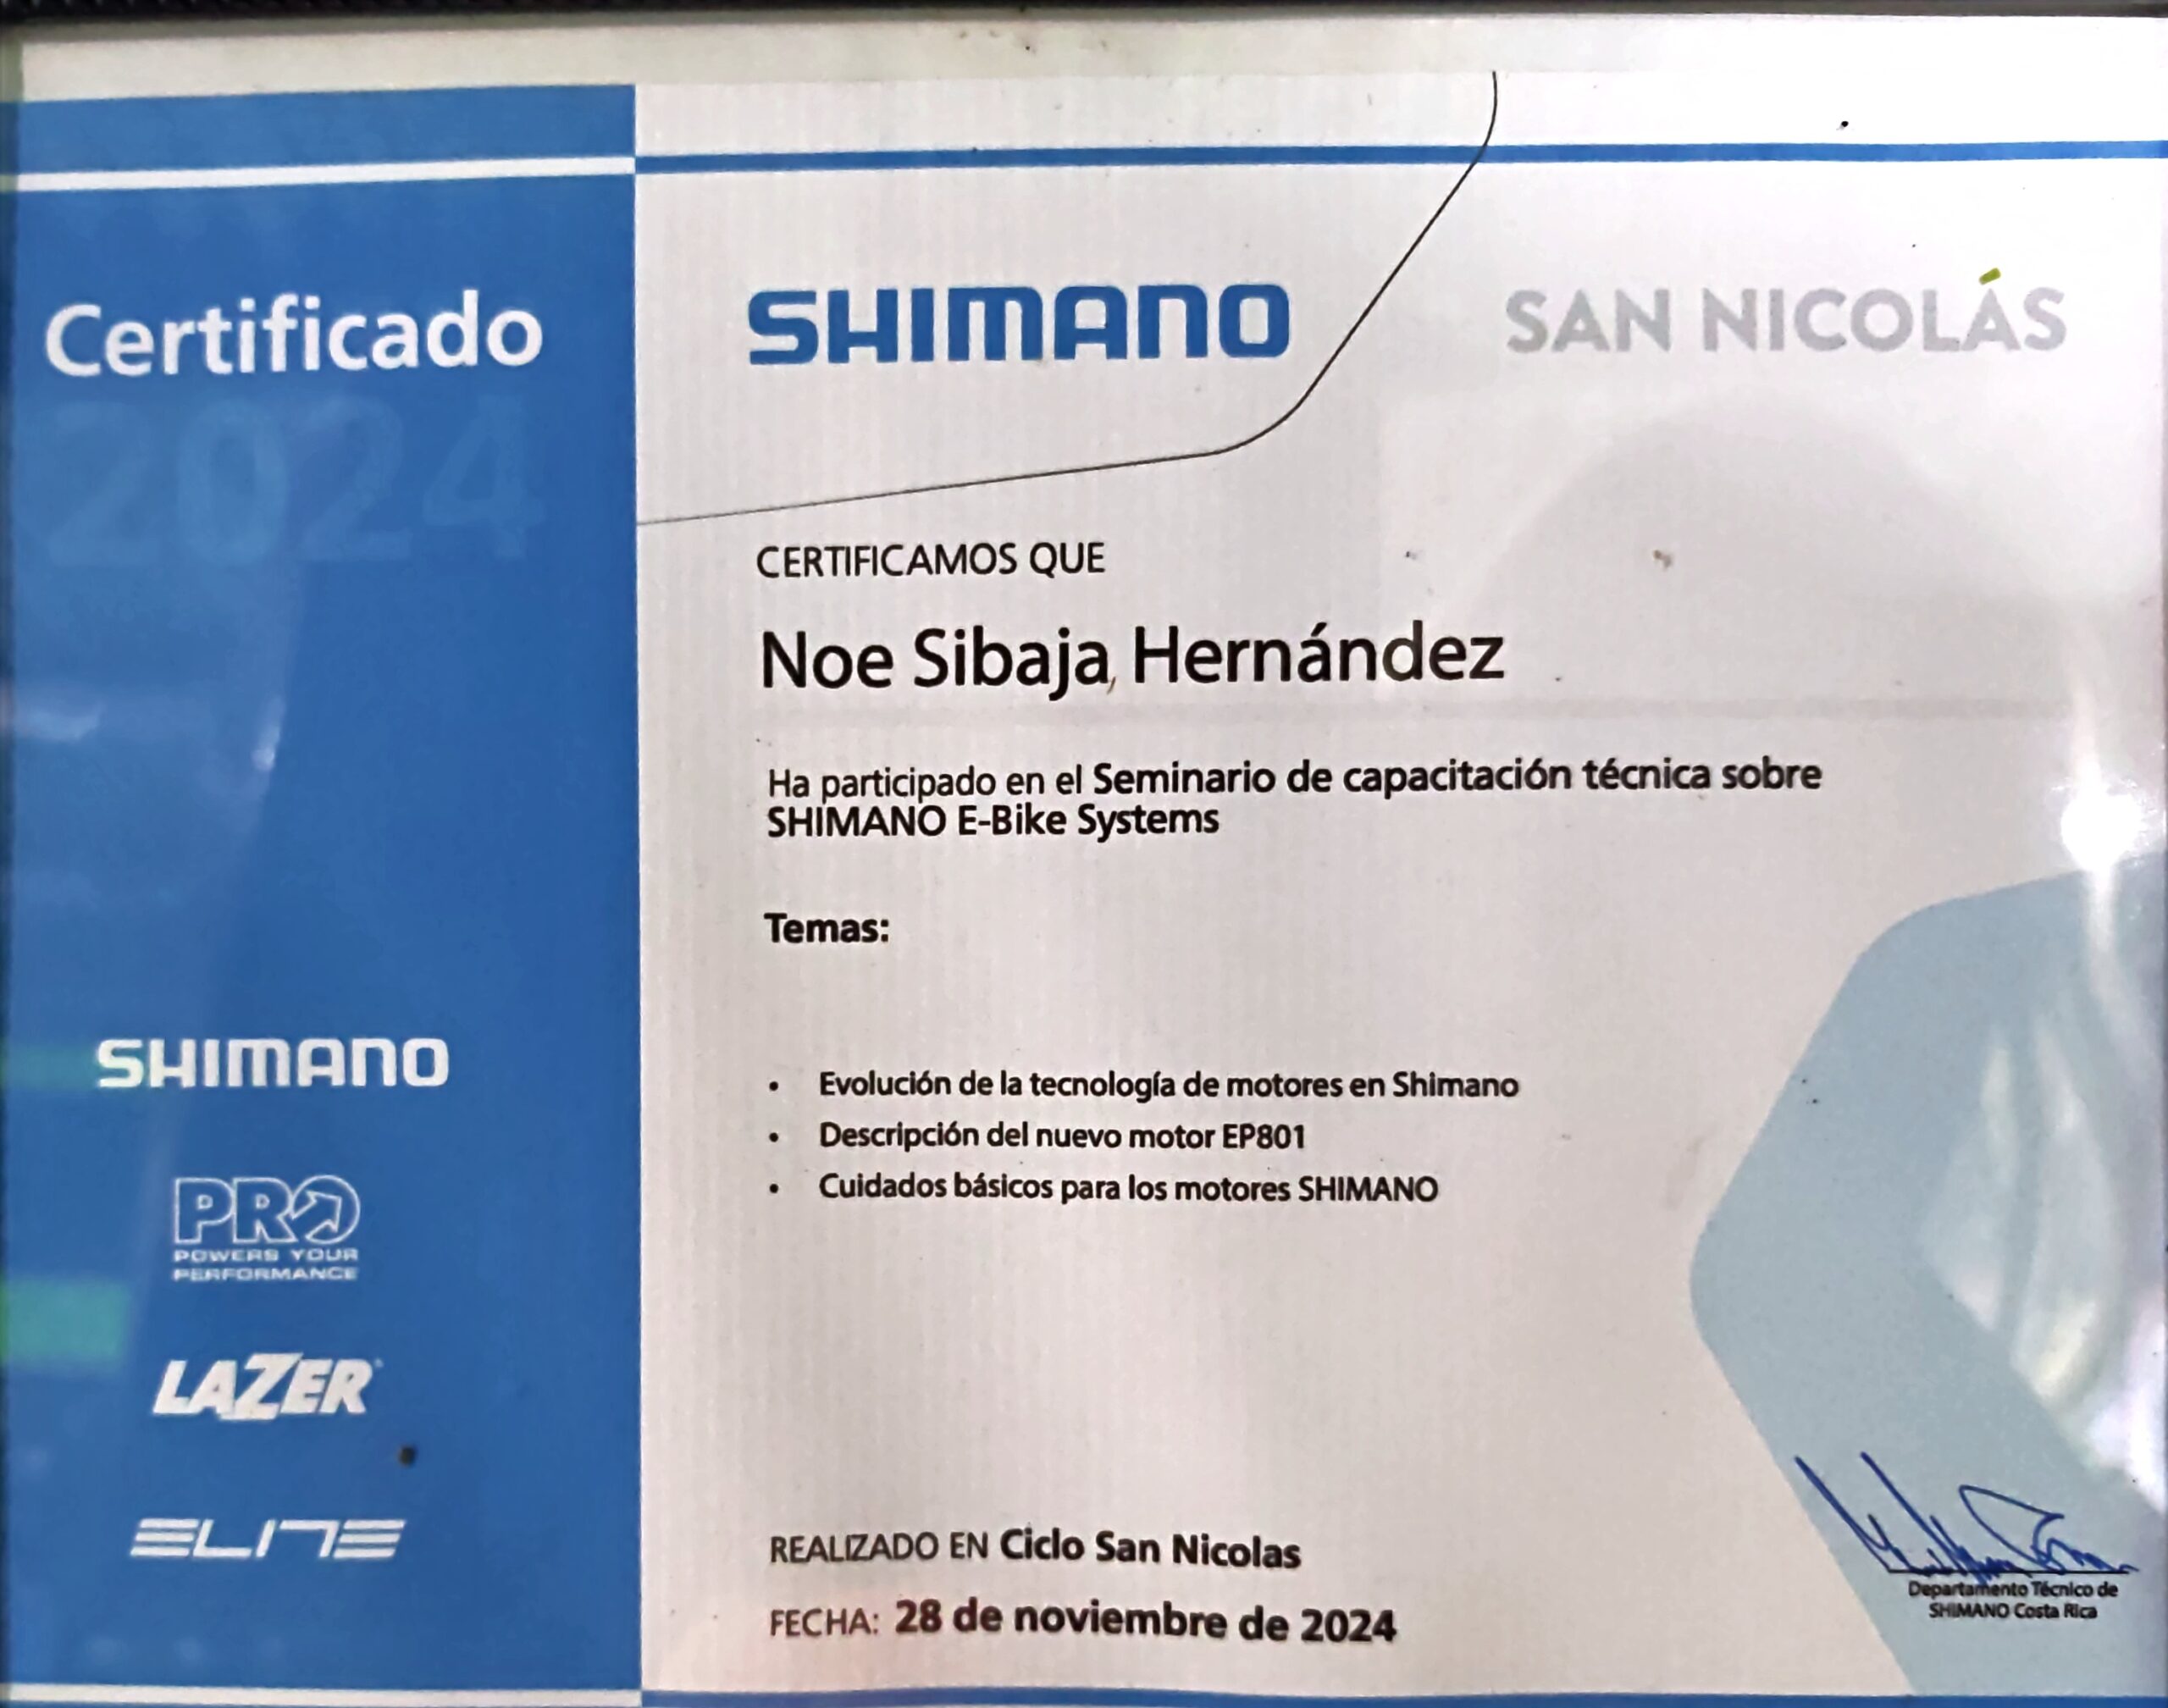 Certificado
2024
SHIMANO
PRO
POWERS YOUR
PERFORMANCE
LAZER
ELITE
SHIMANO
SAN NICOLÁS
CERTIFICAMOS QUE
Noe Sibaja Hernández
Ha participado en el Seminario de capacitación técnica sobre
SHIMANO E-Bike Systems
Temas:
• Evolución de la tecnología de motores en Shimano
• Descripción del nuevo motor EP801
• Cuidados básicos para los motores SHIMANO
REALIZADO EN Ciclo San Nicolas
FECHA: 28 de noviembre de 2024
Departamento Técnico de
SHIMANO Costa Rica